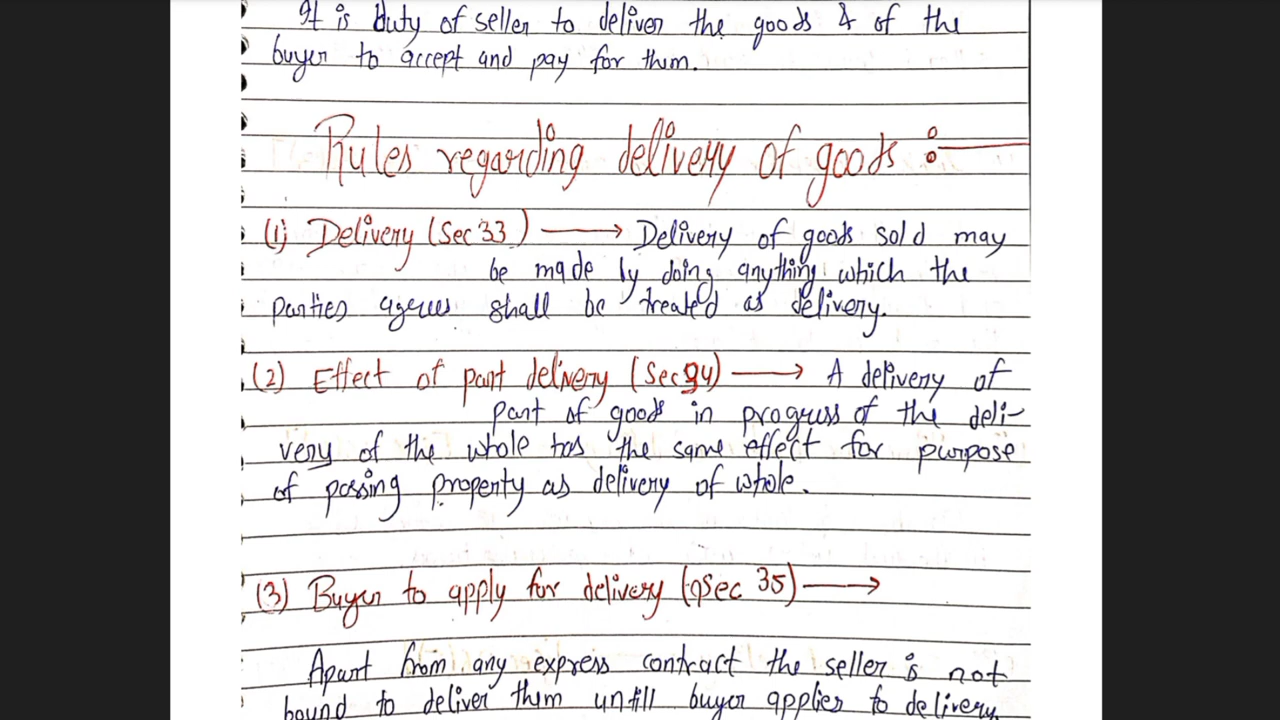 It is duty of seller to deliver the goods & of the
buyer to accept and pay for them.
Rules regarding delivery of goods :-
(1) Delivery (Sec 33) → Delivery of goods sold may
be made by doing anything which the
parties agrees shall be treated as delivery.
(2) Effect of part delivery (Sec 34) → A delivery of
part of goods in progress of the deli-
very of the whole has the same effect for purpose
of passing property as delivery of whole.
(3) Buyer to apply for delivery (Sec 35) →
Apart from any express contract the seller is not
bound to deliver them untill buyer applies to delivery